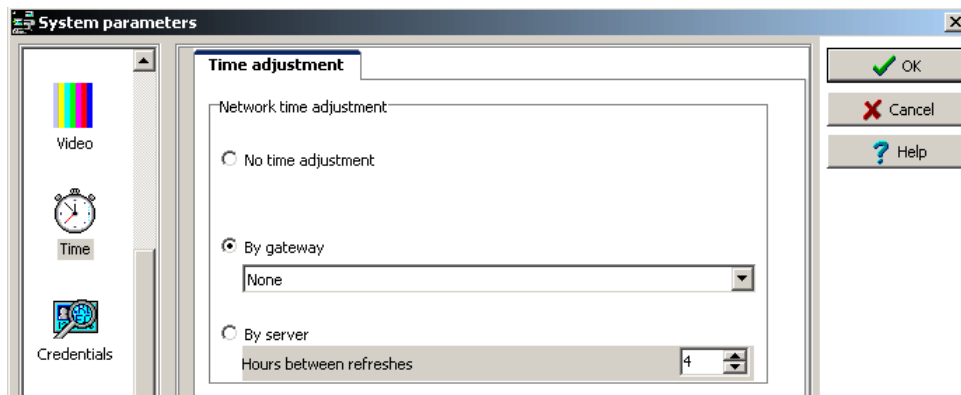 System parameters
Video
Time
Credentials
Time adjustment
Network time adjustment
No time adjustment
By gateway
None
By server
Hours between refreshes
4
OK
Cancel
Help